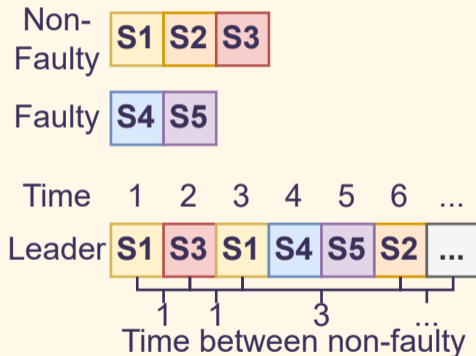 Non-
Faulty S1 S2 S3
Faulty S4 S5
Time 1 2 3 4 5 6 ...
Leader S1 S3 S1 S4 S5 S2 ...
1 1 3 ...
Time between non-faulty